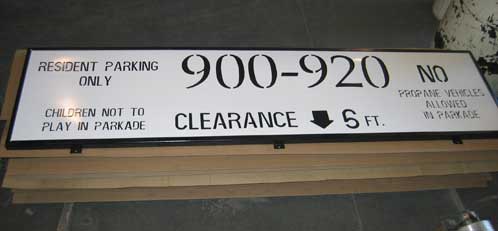 RESIDENT PARKING
ONLY
CHILDREN NOT TO
PLAY IN PARKADE
900-920
CLEARANCE 6 FT.
NO
PROPANE VEHICLES
ALLOWED
IN PARKADE